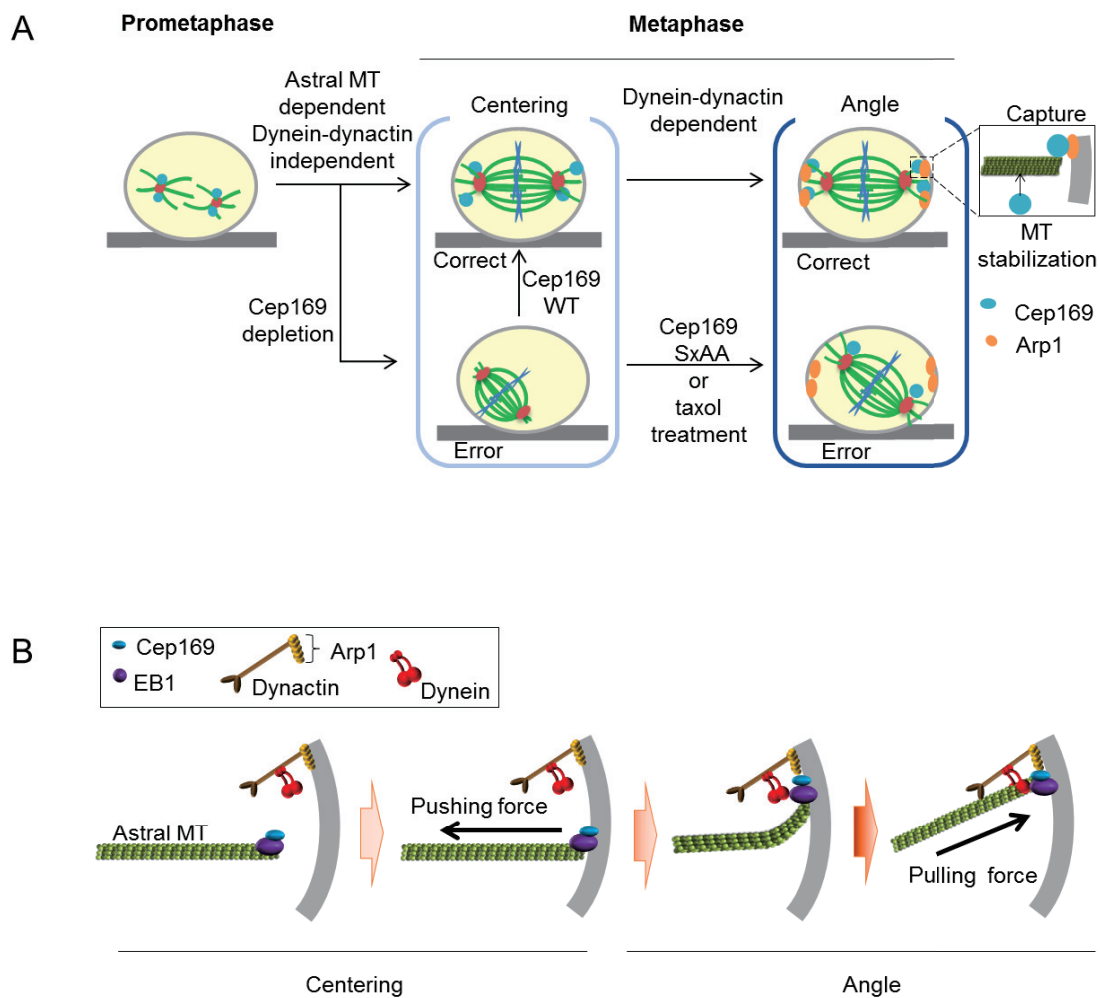 A
Prometaphase
Metaphase
Astral MT
dependent
Dynein-dynactin
independent
Centering
Dynein-dynactin
dependent
Angle
Capture
MT
stabilization
Correct
Correct
Cep169
depletion
Cep169
WT
Cep169
SxAA
or
taxol
treatment
Cep169
Arp1
Error
Error
B
Cep169
EB1
Dynactin
Arp1
Dynein
Astral MT
Pushing force
Pulling force
Centering
Angle